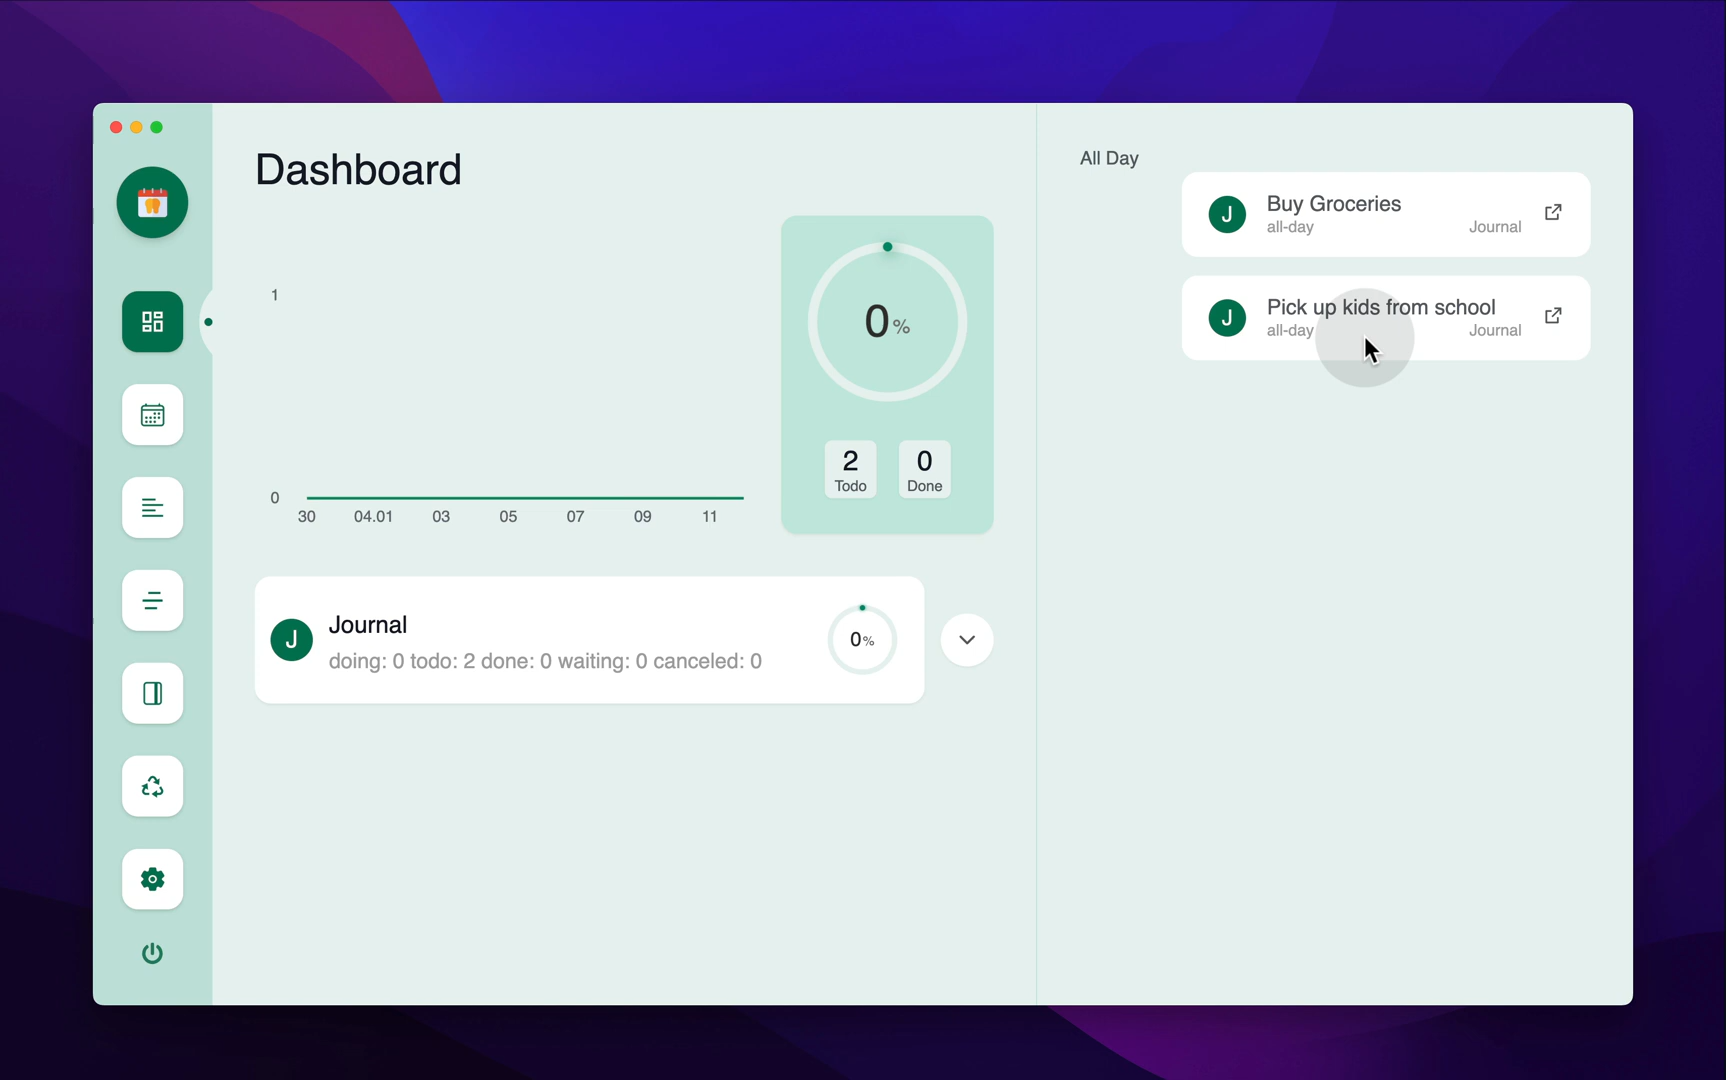 Dashboard
1
0
30 04.01 03 05 07 09 11
0%
2 0
Todo Done
J
Journal
doing: 0 todo: 2 done: 0 waiting: 0 canceled: 0
0%
All Day
J
Buy Groceries
all-day Journal
J
Pick up kids from school
all-day Journal